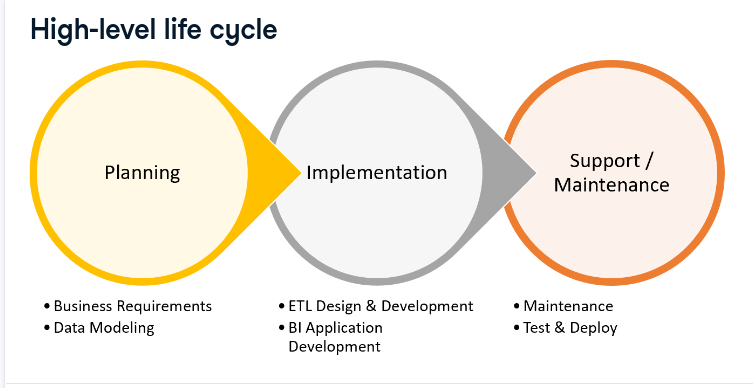 High-level life cycle
Planning
Implementation
Support /
Maintenance
• Business Requirements
• Data Modeling
• ETL Design & Development
• BI Application
Development
• Maintenance
• Test & Deploy